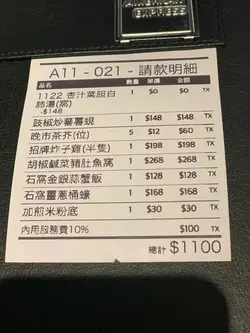 AMERICAN EXPRESS
A11 - 021 - 請款明細
品名 數量 單價 金額 TX
1122 杏汁菜胆白肺湯(窩) 1 $0 $0 TX
-$148
豉椒炒蕃薯蜆 1 $148 $148 TX
晚市茶芥(位) 5 $12 $60 TX
招牌炸子雞(半隻) 1 $198 $198 TX
胡椒鹹菜豬肚魚窩 1 $268 $268 TX
石窩金銀蒜蟹飯 1 $128 $128 TX
石窩薑蔥桶蠔 1 $168 $168 TX
加煎米粉底 1 $30 $30 TX
內用服務費10% $100 TX
總計 $1100